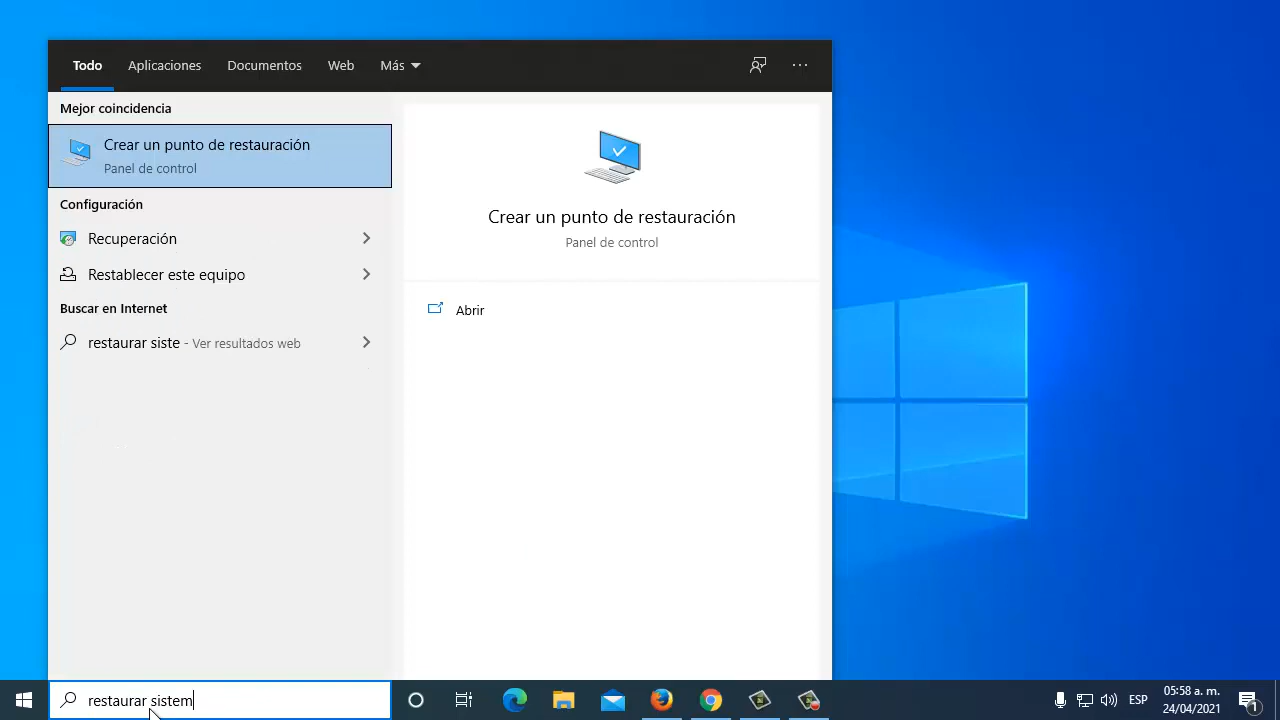 Todo Aplicaciones Documentos Web Más
Mejor coincidencia
Crear un punto de restauración
Panel de control
Configuración
Recuperación
Restablecer este equipo
Buscar en Internet
restaurar siste - Ver resultados web
Crear un punto de restauración
Panel de control
Abrir
restaurar sistem
ESP
05:58 a. m.
24/04/2021
1